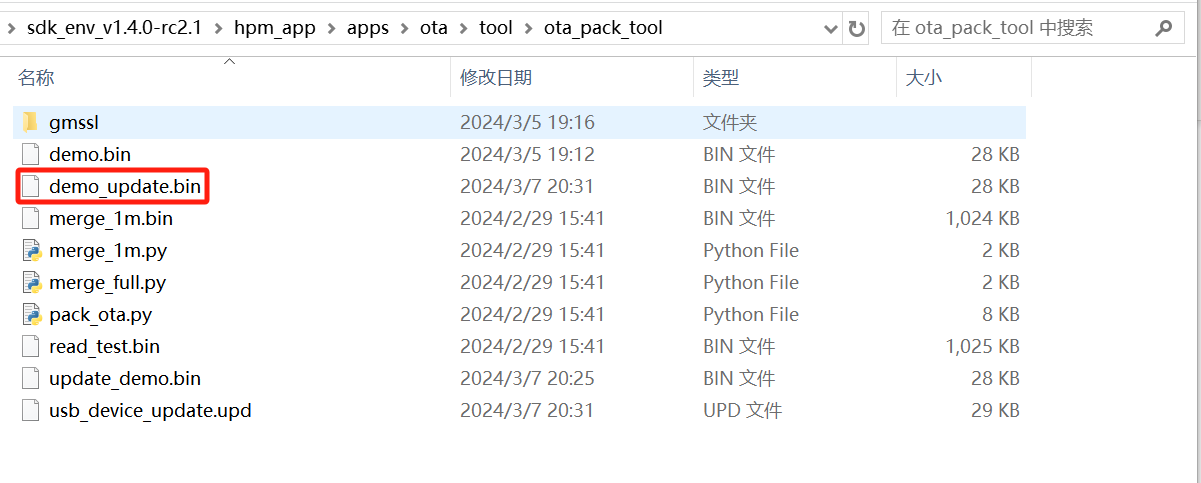 sdk_env_v1.4.0-rc2.1 > hpm_app > apps > ota > tool > ota_pack_tool 在 ota_pack_tool 中搜索
名称 修改日期 类型 大小
gmssl 2024/3/5 19:16 文件夹
demo.bin 2024/3/5 19:12 BIN 文件 28 KB
demo_update.bin 2024/3/7 20:31 BIN 文件 28 KB
merge_1m.bin 2024/2/29 15:41 BIN 文件 1,024 KB
merge_1m.py 2024/2/29 15:41 Python File 2 KB
merge_full.py 2024/2/29 15:41 Python File 2 KB
pack_ota.py 2024/2/29 15:41 Python File 8 KB
read_test.bin 2024/2/29 15:41 BIN 文件 1,025 KB
update_demo.bin 2024/3/7 20:25 BIN 文件 28 KB
usb_device_update.upd 2024/3/7 20:31 UPD 文件 29 KB